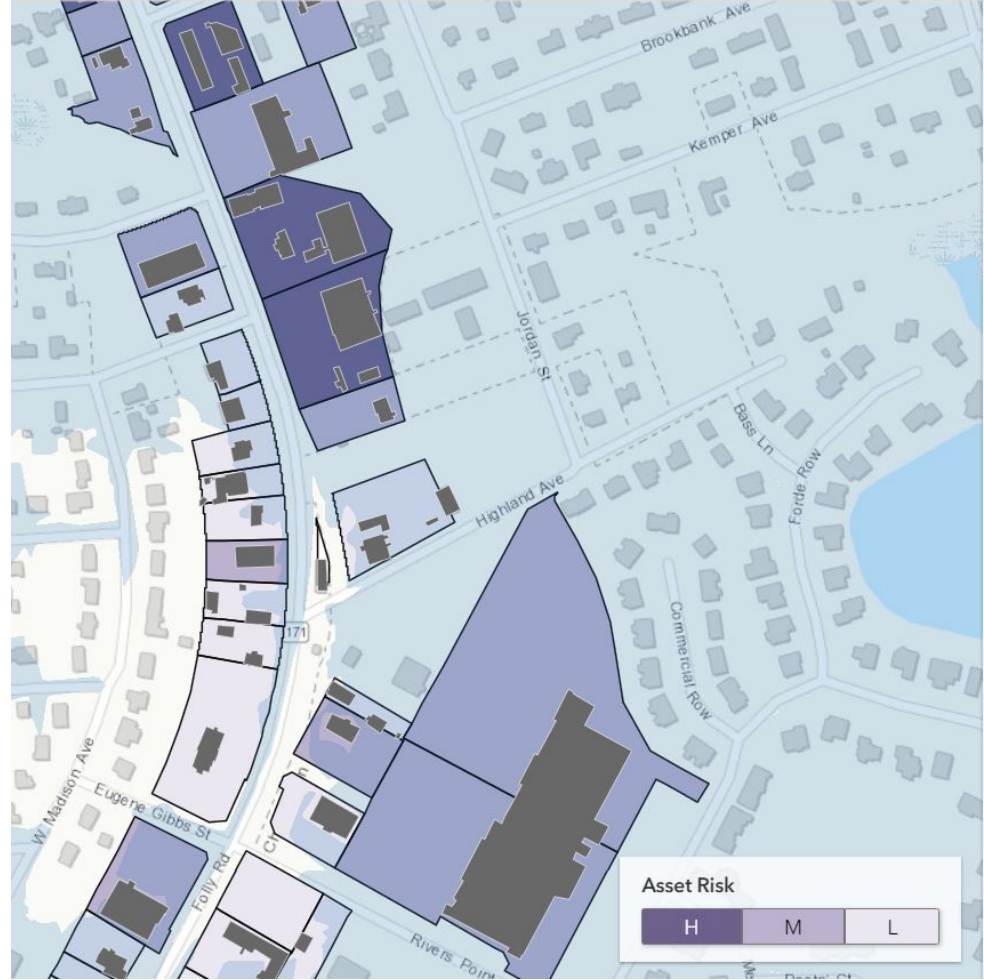 Brookbank Ave
Kemper Ave
Jordan St
Bass Ln
Forde Row
Highland Ave
171
Commercial Row
W Madison Ave
Eugene Gibbs St
Folly Rd
Rivers Point
Asset Risk
H M L